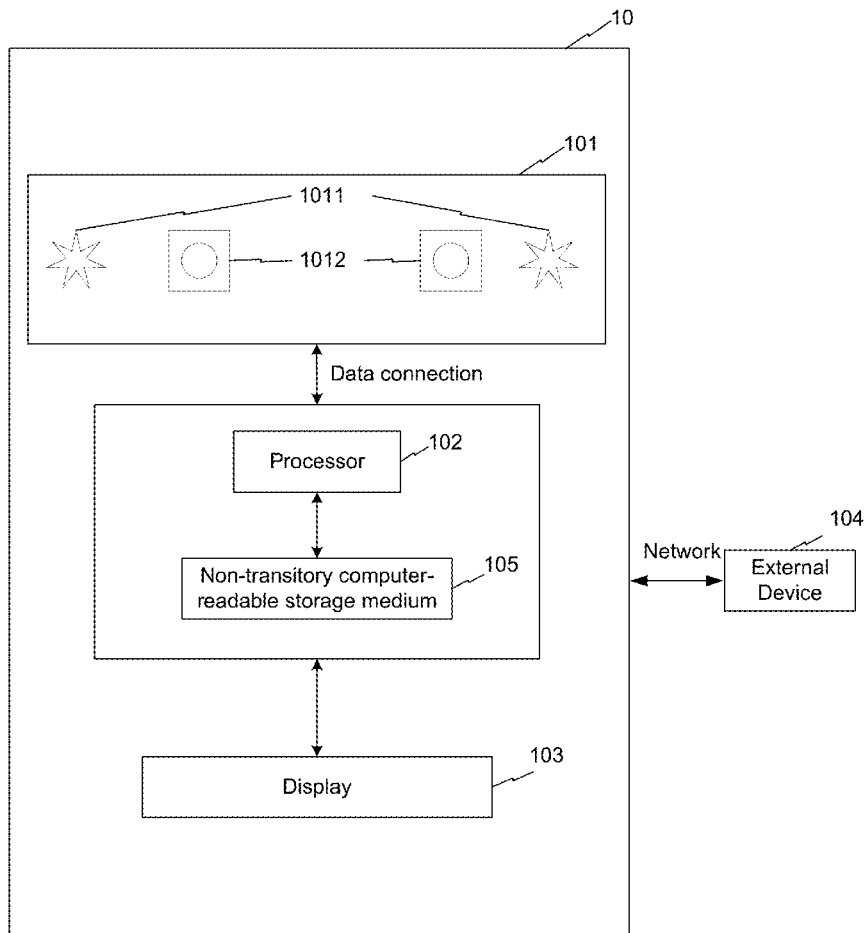 10
101
1011
1012
Data connection
102
Processor
105
Non-transitory computer-
readable storage medium
104
Network
External
Device
103
Display